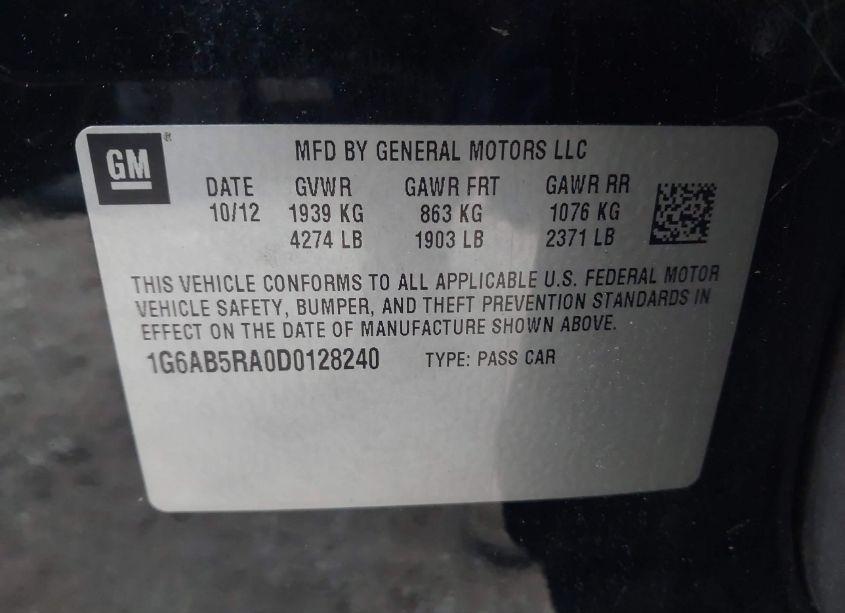 GM ® MFD BY GENERAL MOTORS LLC
DATE GVWR GAWR FRT GAWR RR
10/12 1939 KG 863 KG 1076 KG
4274 LB 1903 LB 2371 LB
THIS VEHICLE CONFORMS TO ALL APPLICABLE U.S. FEDERAL MOTOR
VEHICLE SAFETY, BUMPER, AND THEFT PREVENTION STANDARDS IN
EFFECT ON THE DATE OF MANUFACTURE SHOWN ABOVE.
1G6AB5RA0D0128240 TYPE: PASS CAR